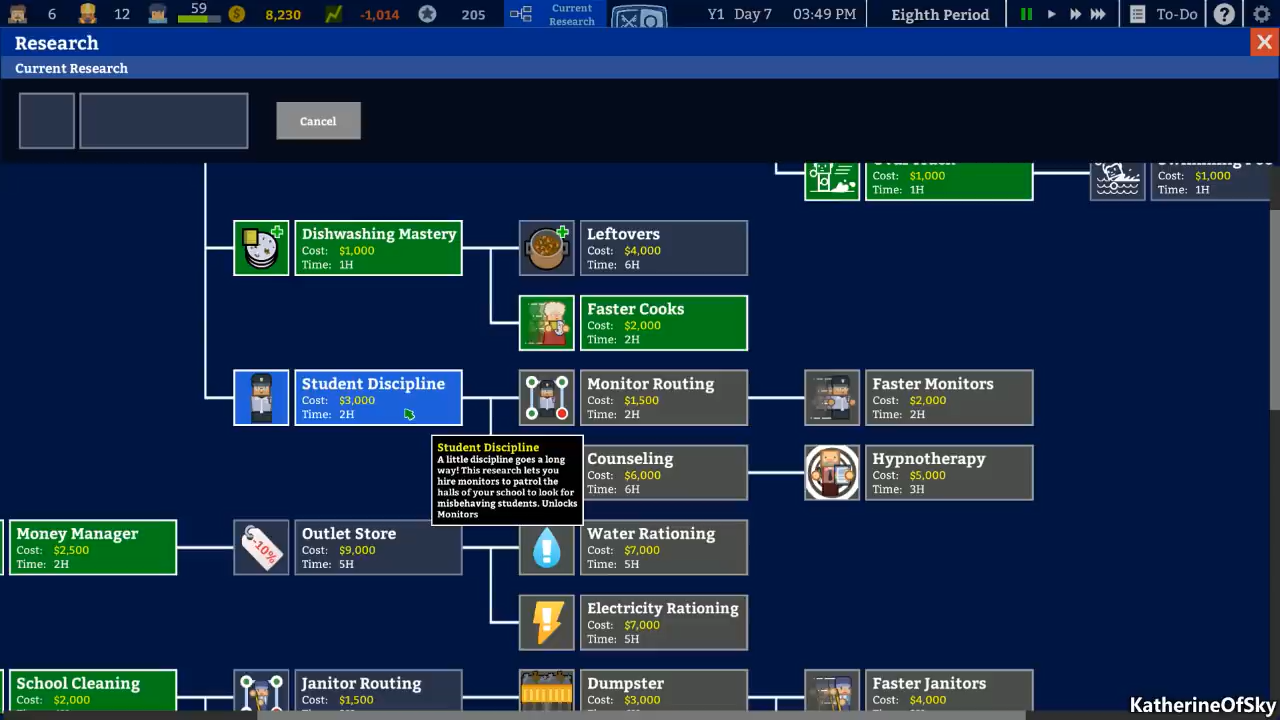 6 12 59 8,230 -1,014 205 Current Research Y1 Day 7 03:49 PM Eighth Period To-Do ?
Research
Current Research
Cancel
Cost: $1,000
Time: 1H
Cost: $1,000
Time: 1H
Dishwashing Mastery
Cost: $1,000
Time: 1H
Leftovers
Cost: $4,000
Time: 6H
Faster Cooks
Cost: $2,000
Time: 2H
Student Discipline
Cost: $3,000
Time: 2H
Monitor Routing
Cost: $1,500
Time: 2H
Faster Monitors
Cost: $2,000
Time: 2H
Student Discipline
A little discipline goes a long
way! This research lets you
hire monitors to patrol the
halls of your school to look for
misbehaving students. Unlocks
Monitors
Counseling
Cost: $6,000
Time: 6H
Hypnotherapy
Cost: $5,000
Time: 3H
Money Manager
Cost: $2,500
Time: 2H
-10%
Outlet Store
Cost: $9,000
Time: 5H
Water Rationing
Cost: $7,000
Time: 5H
Electricity Rationing
Cost: $7,000
Time: 5H
School Cleaning
Cost: $2,000
Janitor Routing
Cost: $1,500
Dumpster
Cost: $3,000
Faster Janitors
Cost: $4,000
KatherineOfSky